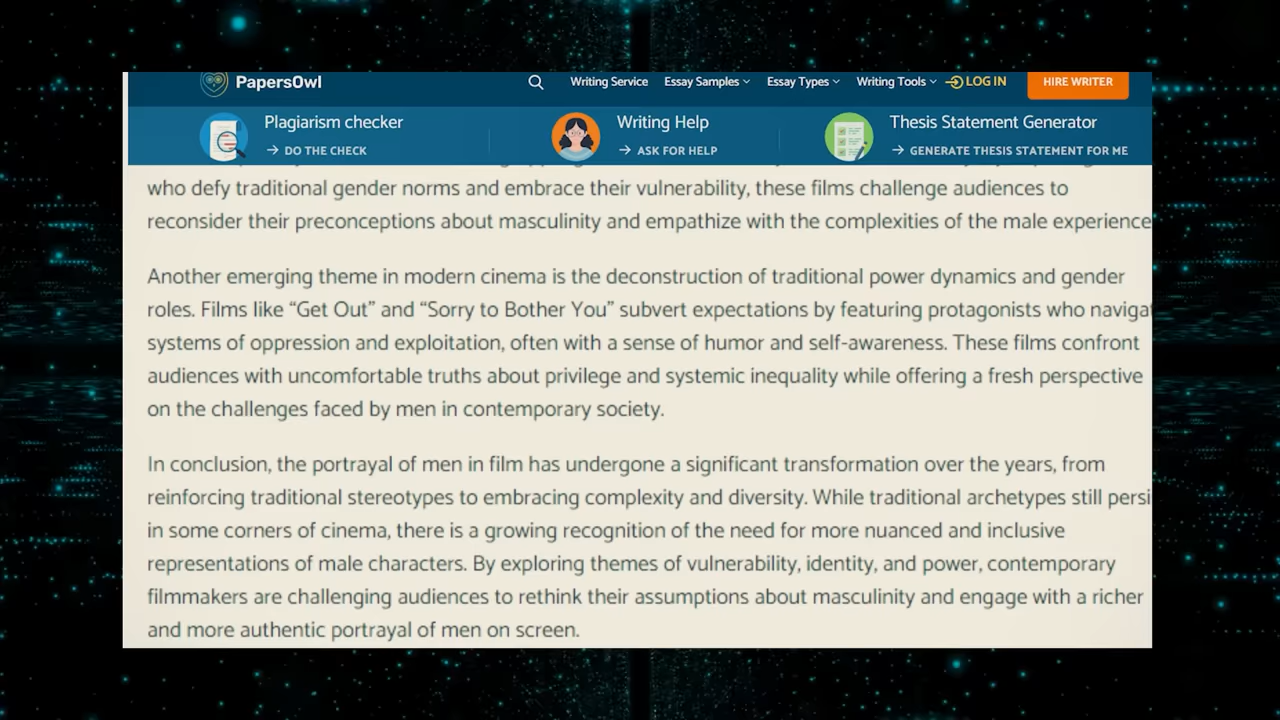 PapersOwl
Writing Service Essay Samples Essay Types Writing Tools LOG IN HIRE WRITER
Plagiarism checker Writing Help Thesis Statement Generator
DO THE CHECK ASK FOR HELP GENERATE THESIS STATEMENT FOR ME
who defy traditional gender norms and embrace their vulnerability, these films challenge audiences to
reconsider their preconceptions about masculinity and empathize with the complexities of the male experience
Another emerging theme in modern cinema is the deconstruction of traditional power dynamics and gender
roles. Films like “Get Out” and “Sorry to Bother You” subvert expectations by featuring protagonists who navigat
systems of oppression and exploitation, often with a sense of humor and self-awareness. These films confront
audiences with uncomfortable truths about privilege and systemic inequality while offering a fresh perspective
on the challenges faced by men in contemporary society.
In conclusion, the portrayal of men in film has undergone a significant transformation over the years, from
reinforcing traditional stereotypes to embracing complexity and diversity. While traditional archetypes still persi
in some corners of cinema, there is a growing recognition of the need for more nuanced and inclusive
representations of male characters. By exploring themes of vulnerability, identity, and power, contemporary
filmmakers are challenging audiences to rethink their assumptions about masculinity and engage with a richer
and more authentic portrayal of men on screen.